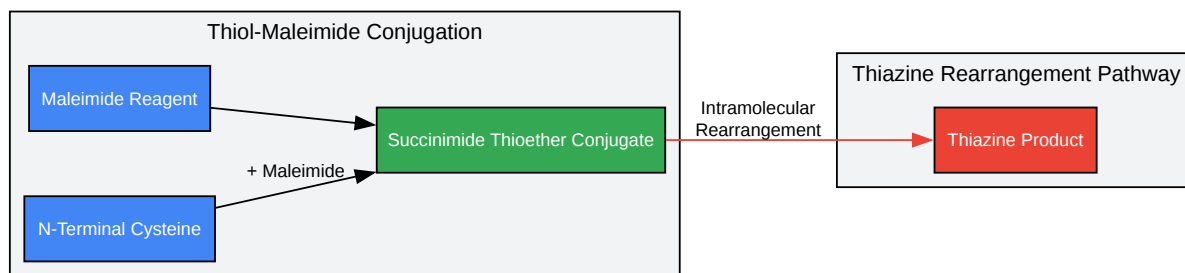 Thiol-Maleimide Conjugation
Maleimide Reagent
+ Maleimide
N-Terminal Cysteine
Succinimide Thioether Conjugate
Intramolecular
Rearrangement
Thiazine Rearrangement Pathway
Thiazine Product